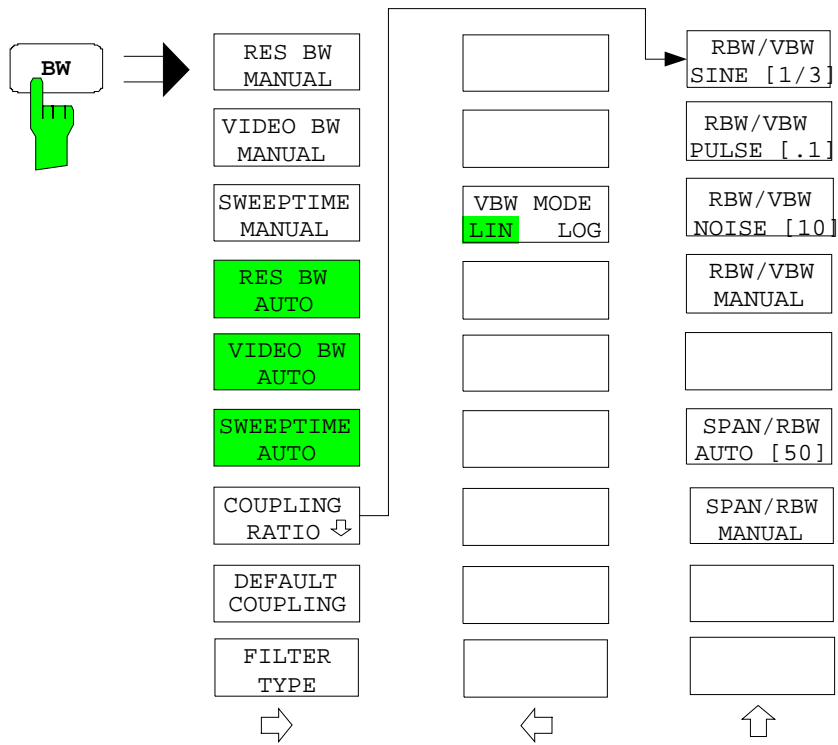 BW
RES BW
MANUAL
VIDEO BW
MANUAL
SWEEPTIME
MANUAL
RES BW
AUTO
VIDEO BW
AUTO
SWEEPTIME
AUTO
COUPLING
RATIO
DEFAULT
COUPLING
FILTER
TYPE
VBW MODE
LIN LOG
RBW/VBW
SINE [1/3]
RBW/VBW
PULSE [.1]
RBW/VBW
NOISE [10]
RBW/VBW
MANUAL
SPAN/RBW
AUTO [50]
SPAN/RBW
MANUAL